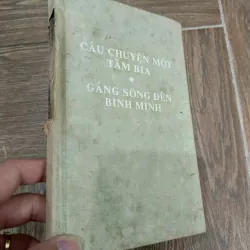 CÂU CHUYỆN MỘT
TẤM BIA
GẮNG SỐNG ĐẾN
BÌNH MINH